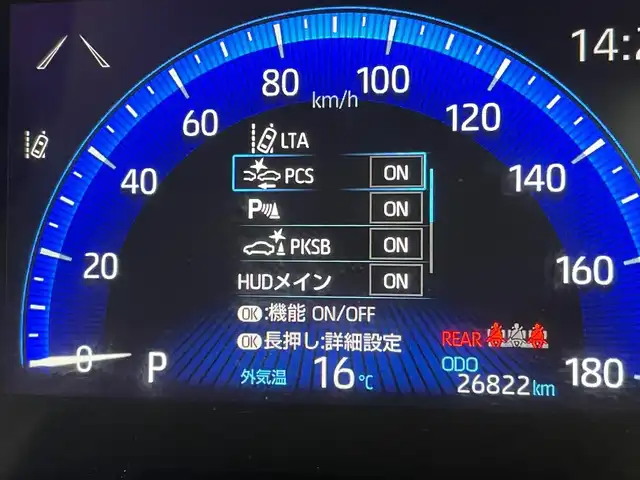 14:2
80
100
km/h
60
120
LTA
40
PCS ON
140
P ON
20
PKSB ON
160
HUDメイン ON
OK:機能 ON/OFF
OK長押し:詳細設定
REAR
0
P
外気温 16℃
ODO
26822km
180